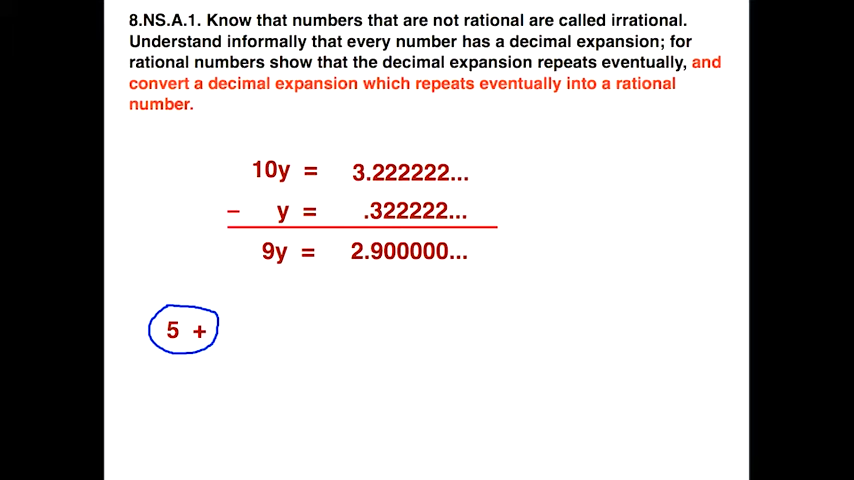 8.NS.A.1. Know that numbers that are not rational are called irrational.
Understand informally that every number has a decimal expansion; for
rational numbers show that the decimal expansion repeats eventually, and
convert a decimal expansion which repeats eventually into a rational
number.
10y = 3.222222...
– y = .322222...
9y = 2.900000...
5 +